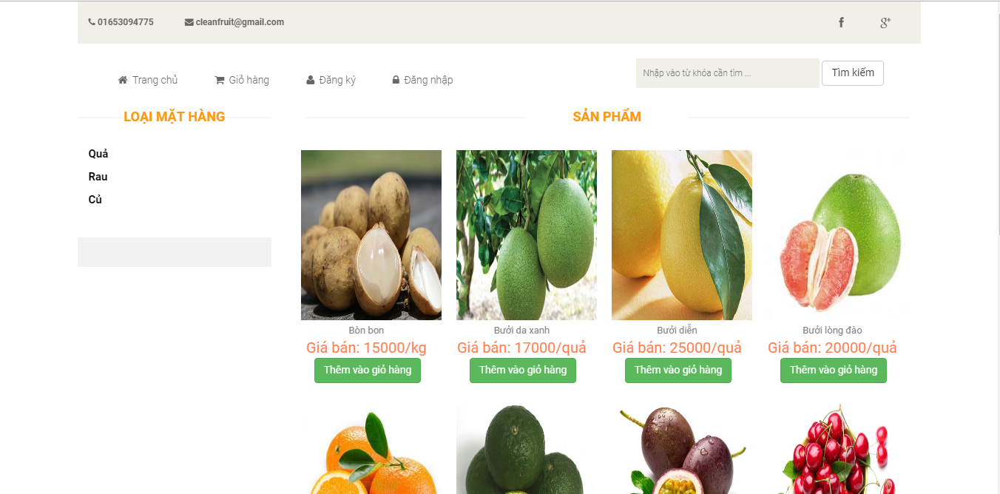 01653094775 cleanfruit@gmail.com
Trang chủ Giỏ hàng Đăng ký Đăng nhập Nhập vào từ khóa cần tìm ... Tìm kiếm
LOẠI MẶT HÀNG
Quả
Rau
Củ
SẢN PHẨM
Bòn bon
Giá bán: 15000/kg
Thêm vào giỏ hàng
Bưởi da xanh
Giá bán: 17000/quả
Thêm vào giỏ hàng
Bưởi diễn
Giá bán: 25000/quả
Thêm vào giỏ hàng
Bưởi lòng đào
Giá bán: 20000/quả
Thêm vào giỏ hàng